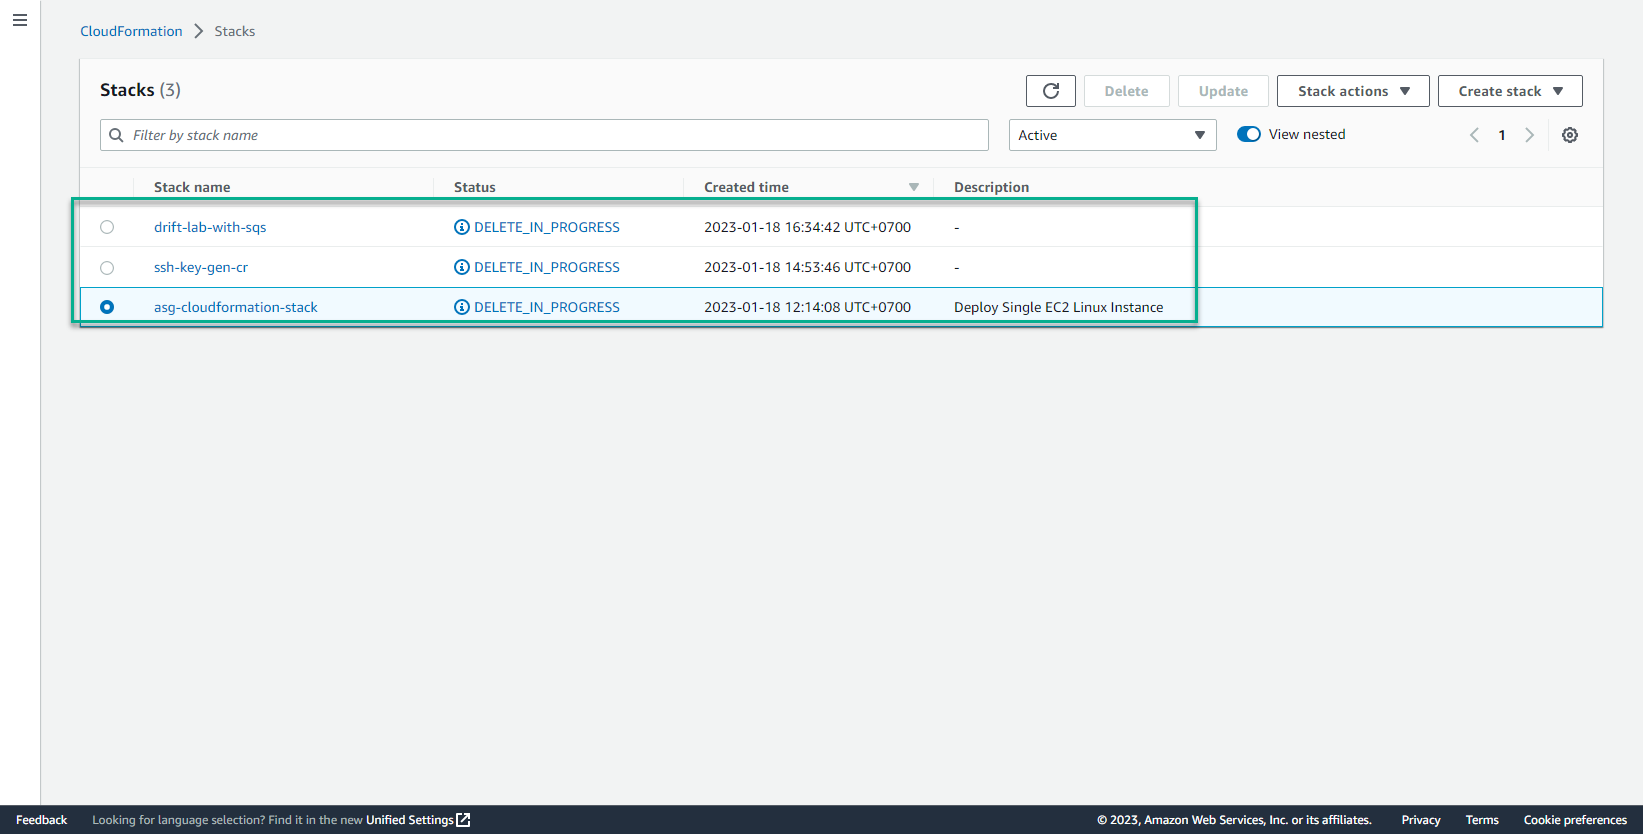 CloudFormation > Stacks
Stacks (3)
Delete
Update
Stack actions
Create stack
Filter by stack name
Active
View nested
1
Stack name Status Created time Description
drift-lab-with-sqs DELETE_IN_PROGRESS 2023-01-18 16:34:42 UTC+0700 -
ssh-key-gen-cr DELETE_IN_PROGRESS 2023-01-18 14:53:46 UTC+0700 -
asg-cloudformation-stack DELETE_IN_PROGRESS 2023-01-18 12:14:08 UTC+0700 Deploy Single EC2 Linux Instance
Feedback Looking for language selection? Find it in the new Unified Settings © 2023, Amazon Web Services, Inc. or its affiliates. Privacy Terms Cookie preferences